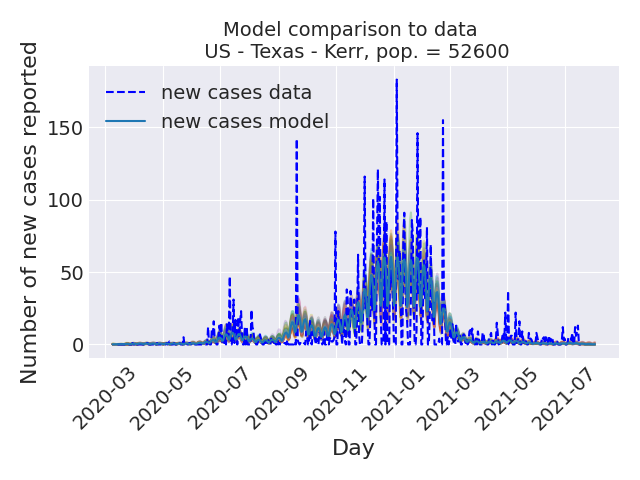 Model comparison to data
US - Texas - Kerr, pop. = 52600
Number of new cases reported
new cases data
new cases model
150
100
50
0
2020-03
2020-05
2020-07
2020-09
2020-11
2021-01
2021-03
2021-05
2021-07
Day